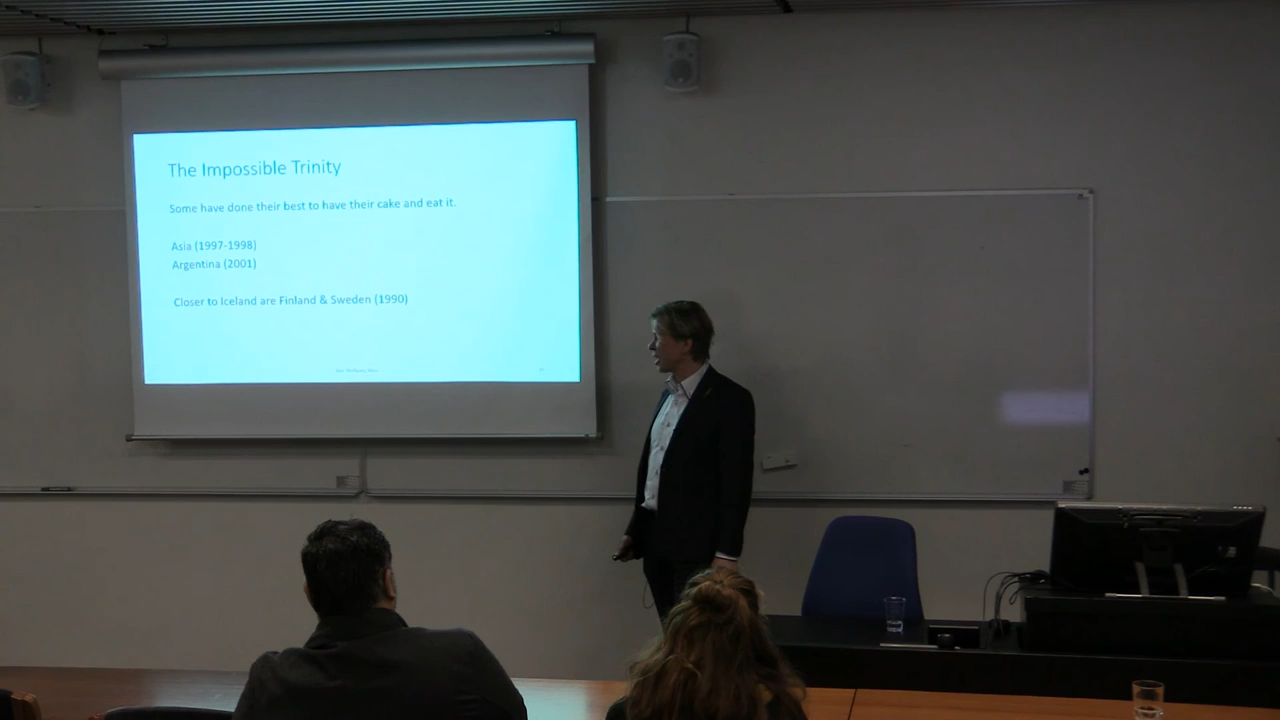 The Impossible Trinity
Some have done their best to have their cake and eat it.
Asia (1997-1998)
Argentina (2001)
Closer to Iceland are Finland & Sweden (1990)